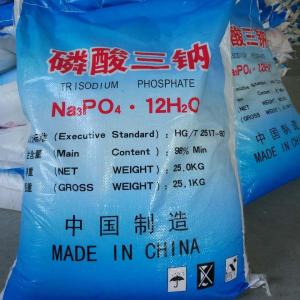 磷酸三钠
TRISODIUM PHOSPHATE
Na₃PO₄·12H₂O
(Executive Standard): HG/T2517-
(Main Content): 98% Min
(NET WEIGHT): 25.0KG
(GROSS WEIGHT): 25.1KG
中国制造
MADE IN CHINA